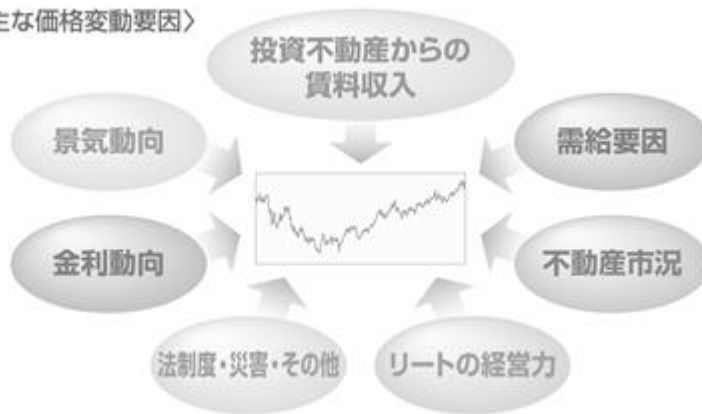 主な価格変動要因〉
投資不動産からの
賃料収入
景気動向
需給要因
金利動向
不動産市況
法制度・災害・その他
リートの経営力